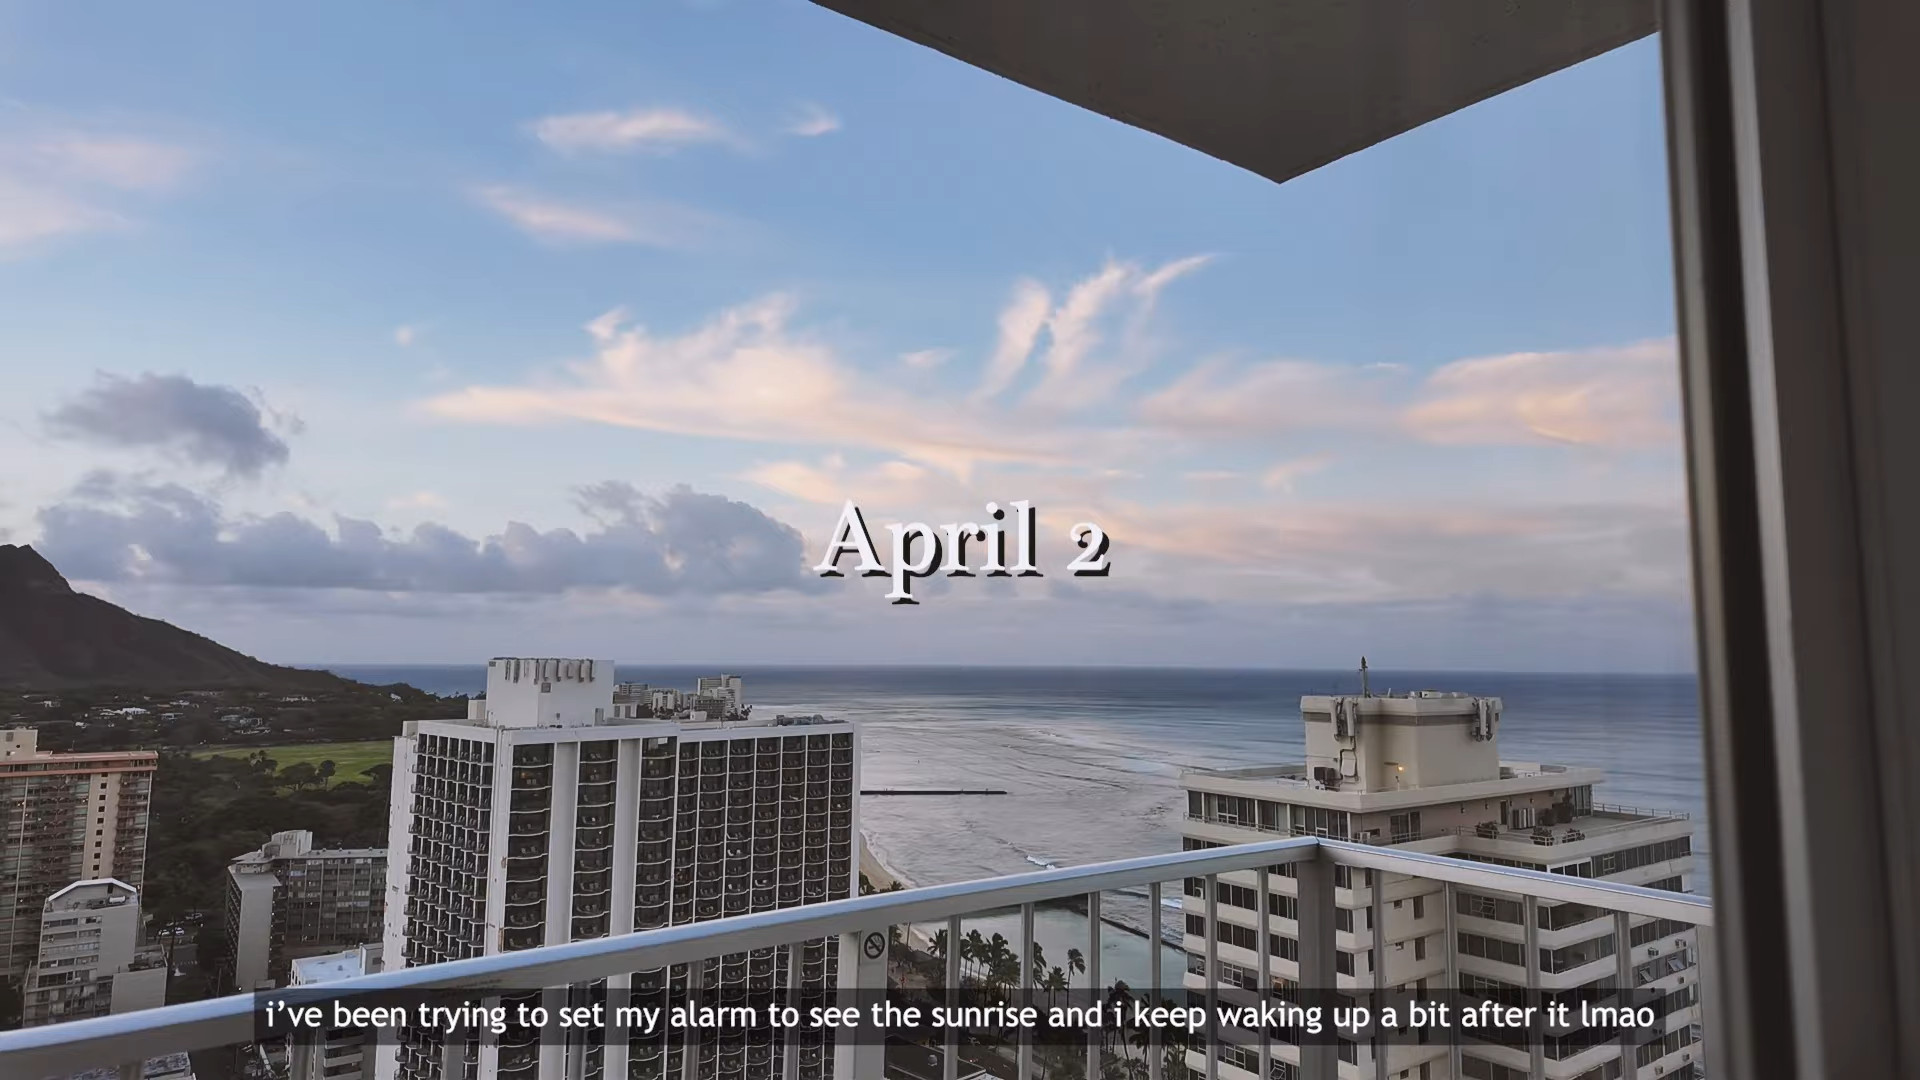 April 2
i've been trying to set my alarm to see the sunrise and i keep waking up a bit after it lmao